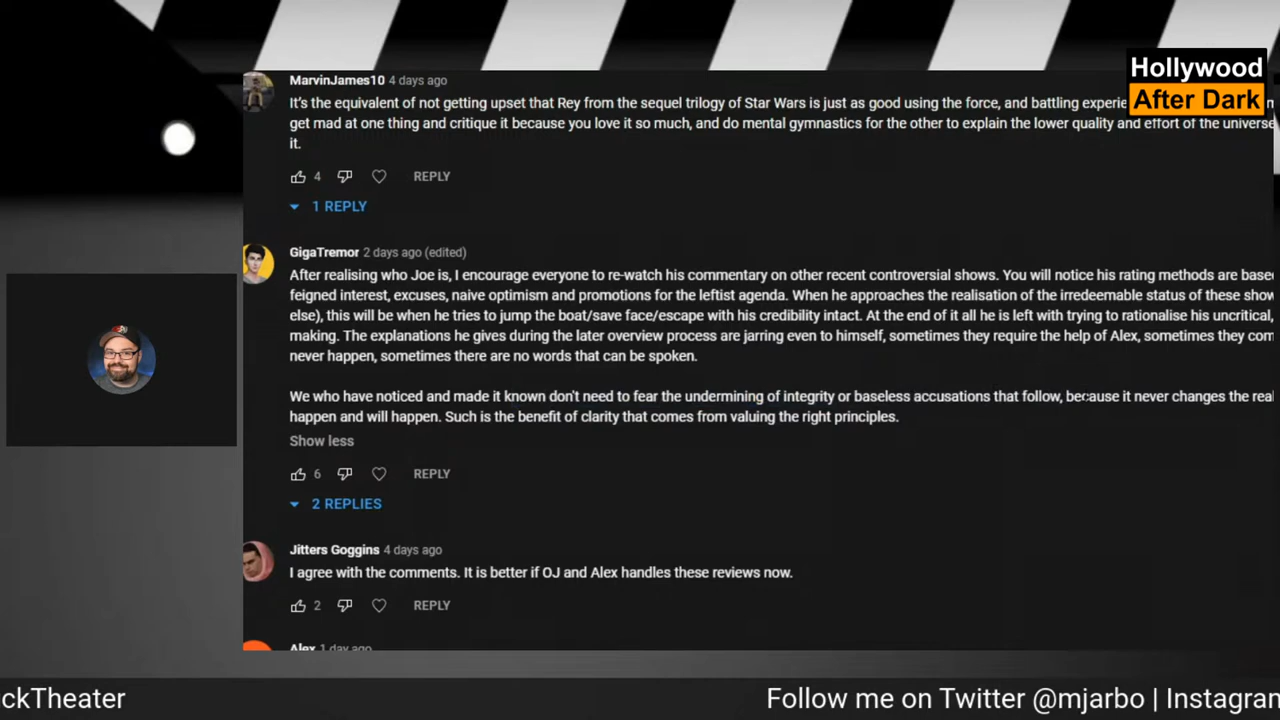 Hollywood
After Dark
MarvinJames10 4 days ago
It's the equivalent of not getting upset that Rey from the sequel trilogy of Star Wars is just as good using the force, and battling
get mad at one thing and critique it because you love it so much, and do mental gymnastics for the other to explain the lower quality and effort of the universe
it.
4 REPLY
1 REPLY
GigaTremor 2 days ago (edited)
After realising who Joe is, I encourage everyone to re-watch his commentary on other recent controversial shows. You will notice his rating methods are
feigned interest, excuses, naive optimism and promotions for the leftist agenda. When he approaches the realisation of the irredeemable status of these
else), this will be when he tries to jump the boat/save face/escape with his credibility intact. At the end of it all he is left with trying to rationalise his uncritical,
making. The explanations he gives during the later overview process are jarring even to himself, sometimes they require the help of Alex, sometimes they
never happen, sometimes there are no words that can be spoken.
We who have noticed and made it known don't need to fear the undermining of integrity or baseless accusations that follow, because it never changes the
happen and will happen. Such is the benefit of clarity that comes from valuing the right principles.
Show less
6 REPLY
2 REPLIES
Jitters Goggins 4 days ago
I agree with the comments. It is better if OJ and Alex handles these reviews now.
2 REPLY
Alex 1 day ago
ckTheater Follow me on Twitter @mjarbo | Instagram